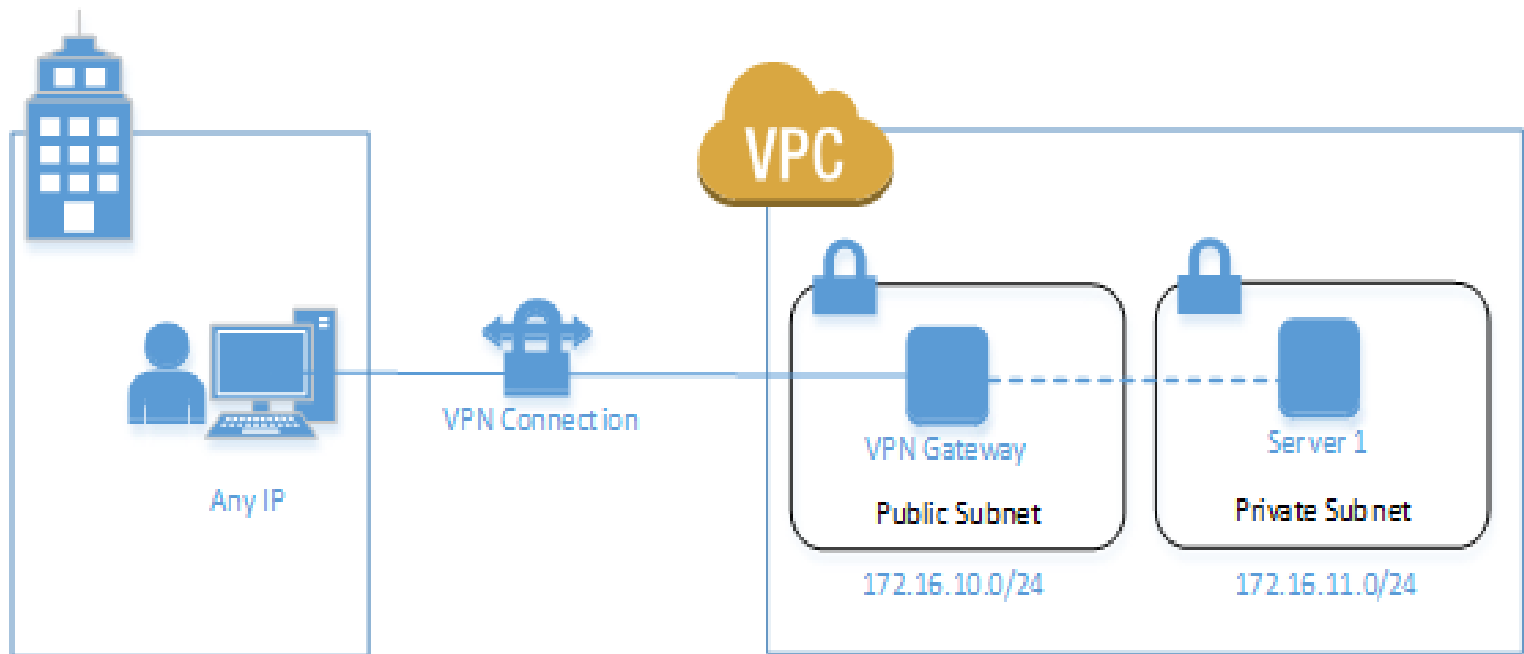 VPC
VPN Connection
Any IP
VPN Gateway
Public Subnet
172.16.10.0/24
Server 1
Private Subnet
172.16.11.0/24